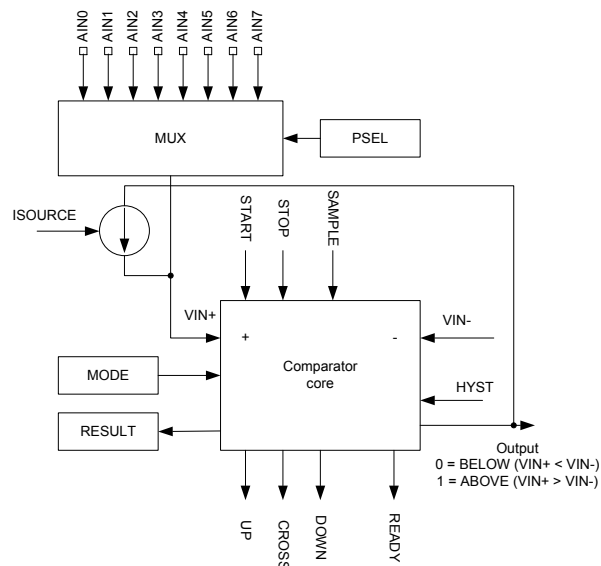 AIN0
AIN1
AIN2
AIN3
AIN4
AIN5
AIN6
AIN7
MUX
PSEL
ISOURCE
START
STOP
SAMPLE
VIN+
+
-
VIN-
Comparator
core
MODE
HYST
RESULT
Output
0 = BELOW (VIN+ < VIN-)
1 = ABOVE (VIN+ > VIN-)
UP
CROSS
DOWN
READY